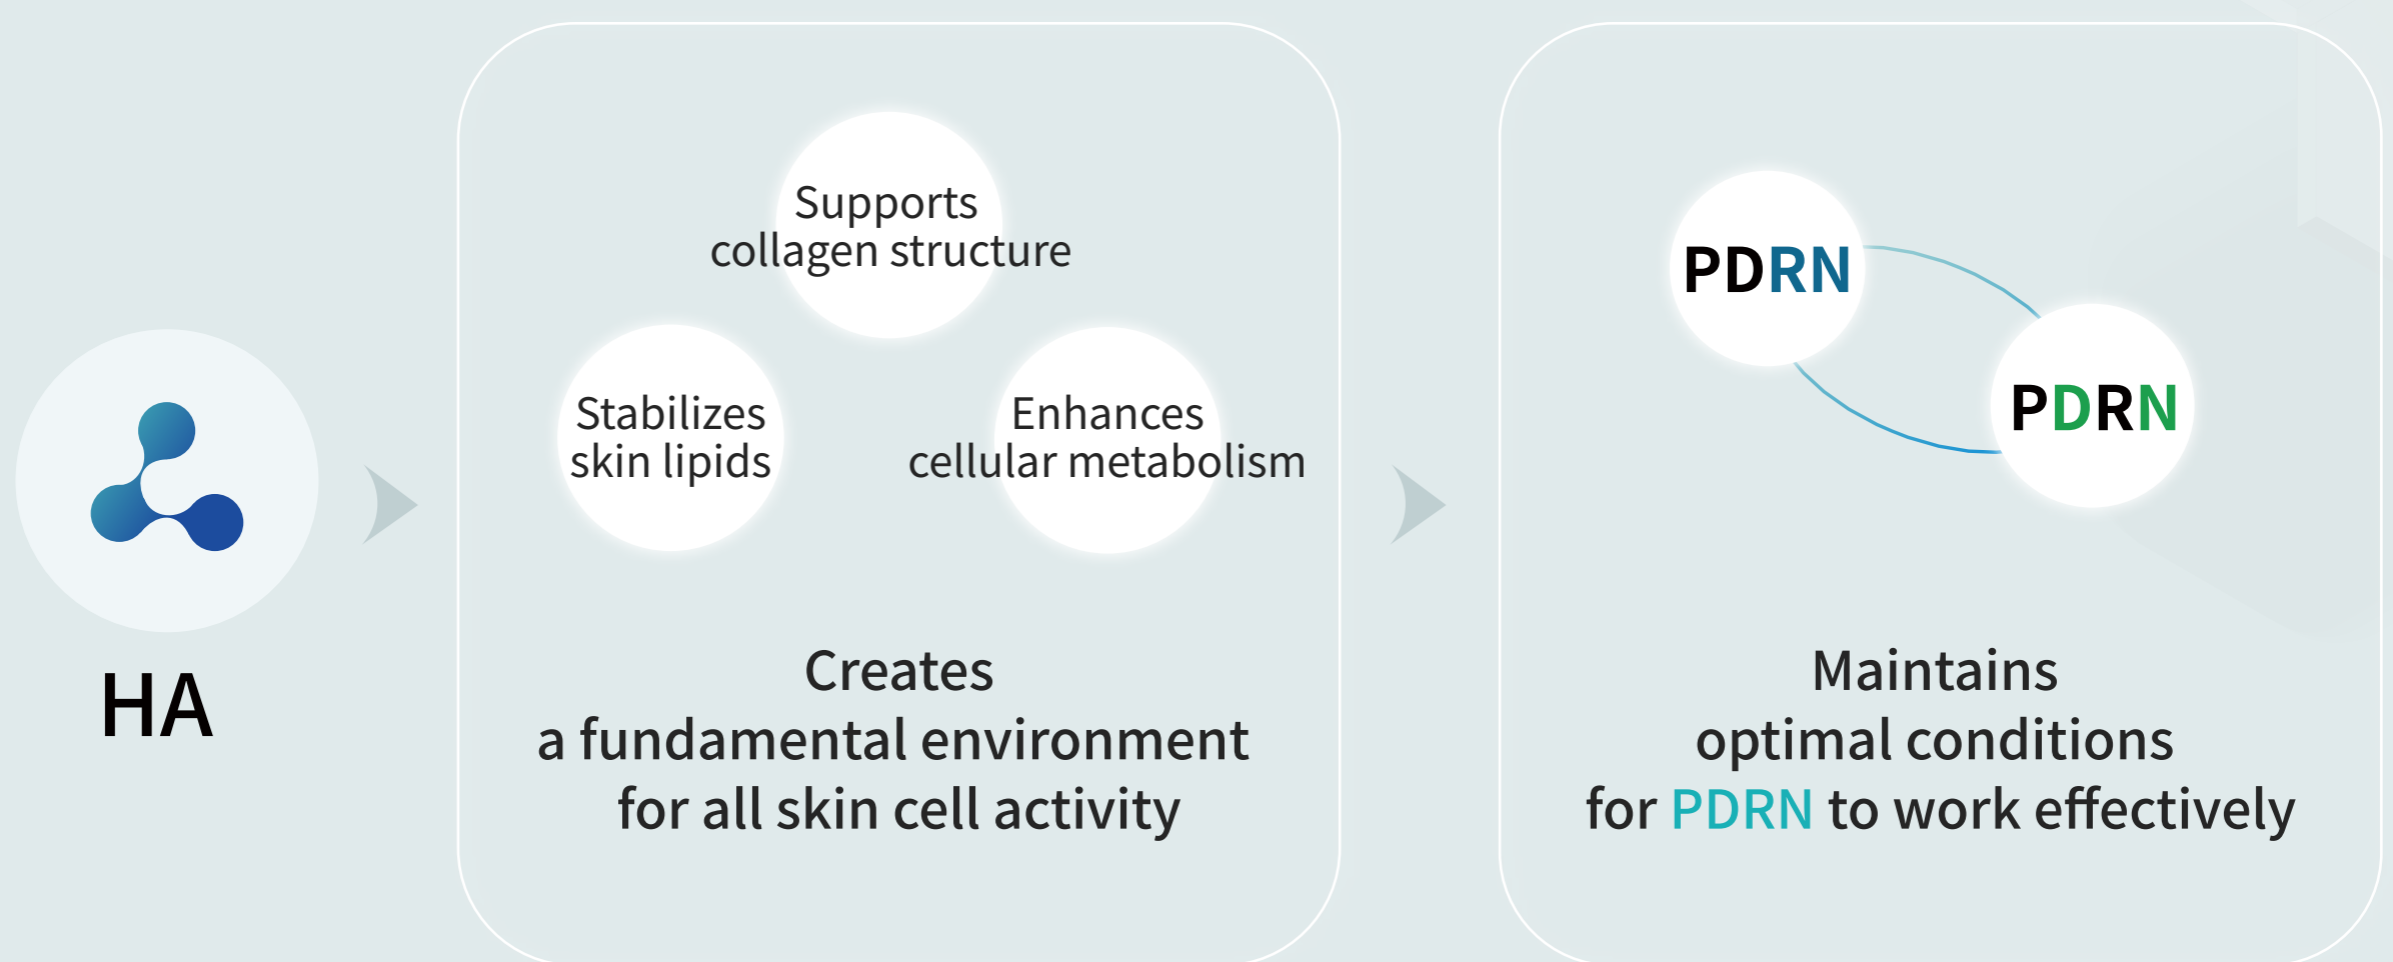 HA
Supports
collagen structure
Stabilizes
skin lipids
Enhances
cellular metabolism
Creates
a fundamental environment
for all skin cell activity
PDRN
PDRN
Maintains
optimal conditions
for PDRN to work effectively